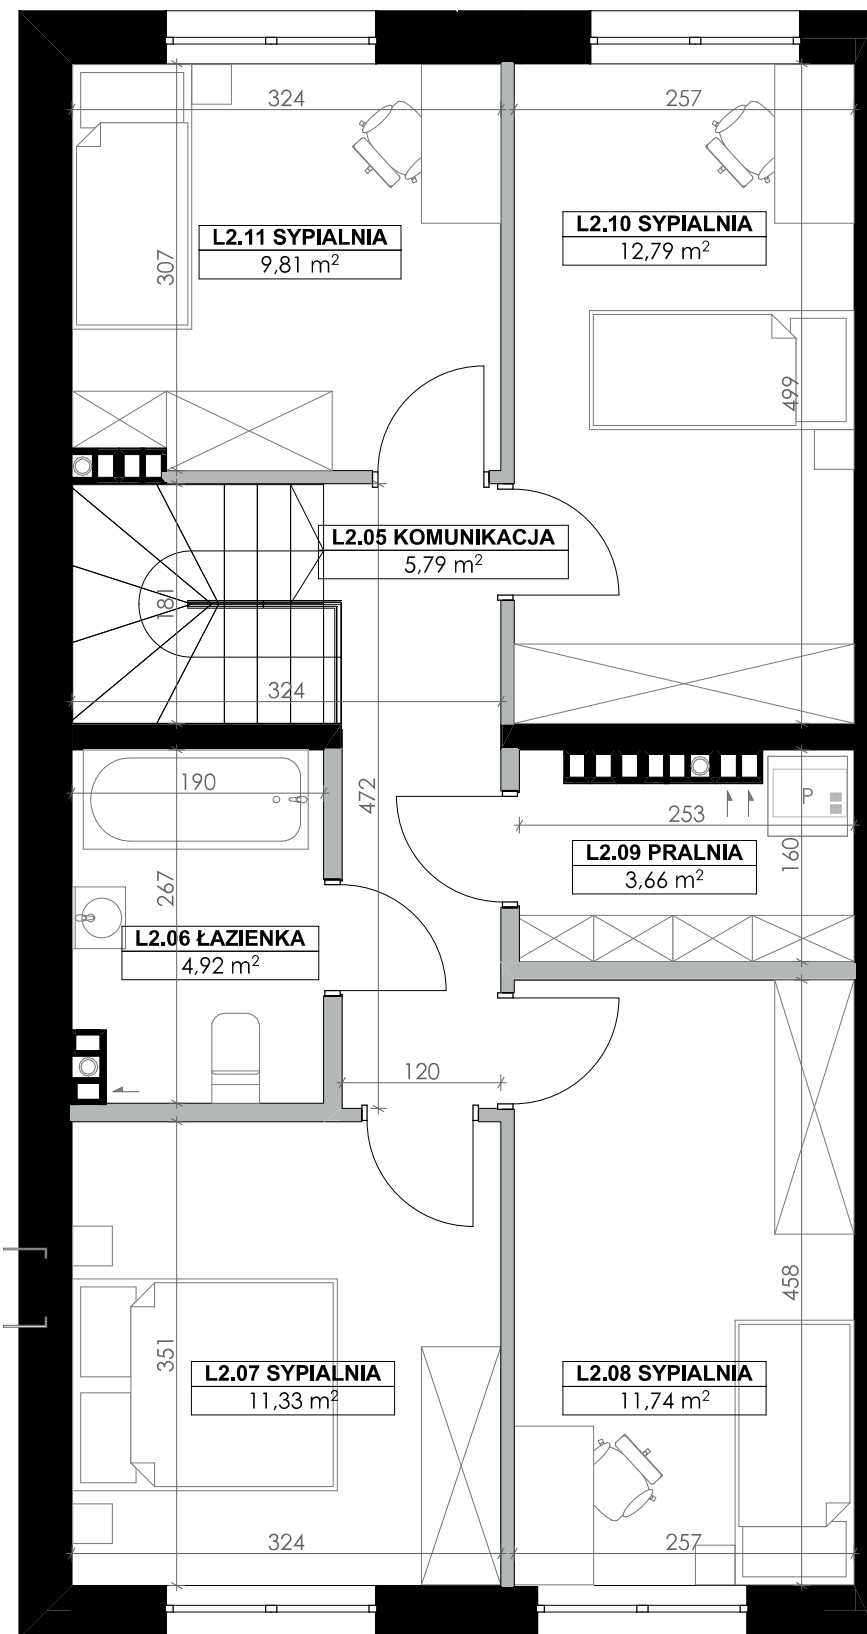 324
257
L2.11 SYPIALNIA
9,81 m²
L2.10 SYPIALNIA
12,79 m²
307
499
L2.05 KOMUNIKACJA
5,79 m²
181
324
190
472
253
P
160
L2.09 PRALNIA
3,66 m²
267
L2.06 ŁAZIENKA
4,92 m²
120
458
351
L2.07 SYPIALNIA
11,33 m²
L2.08 SYPIALNIA
11,74 m²
324
257